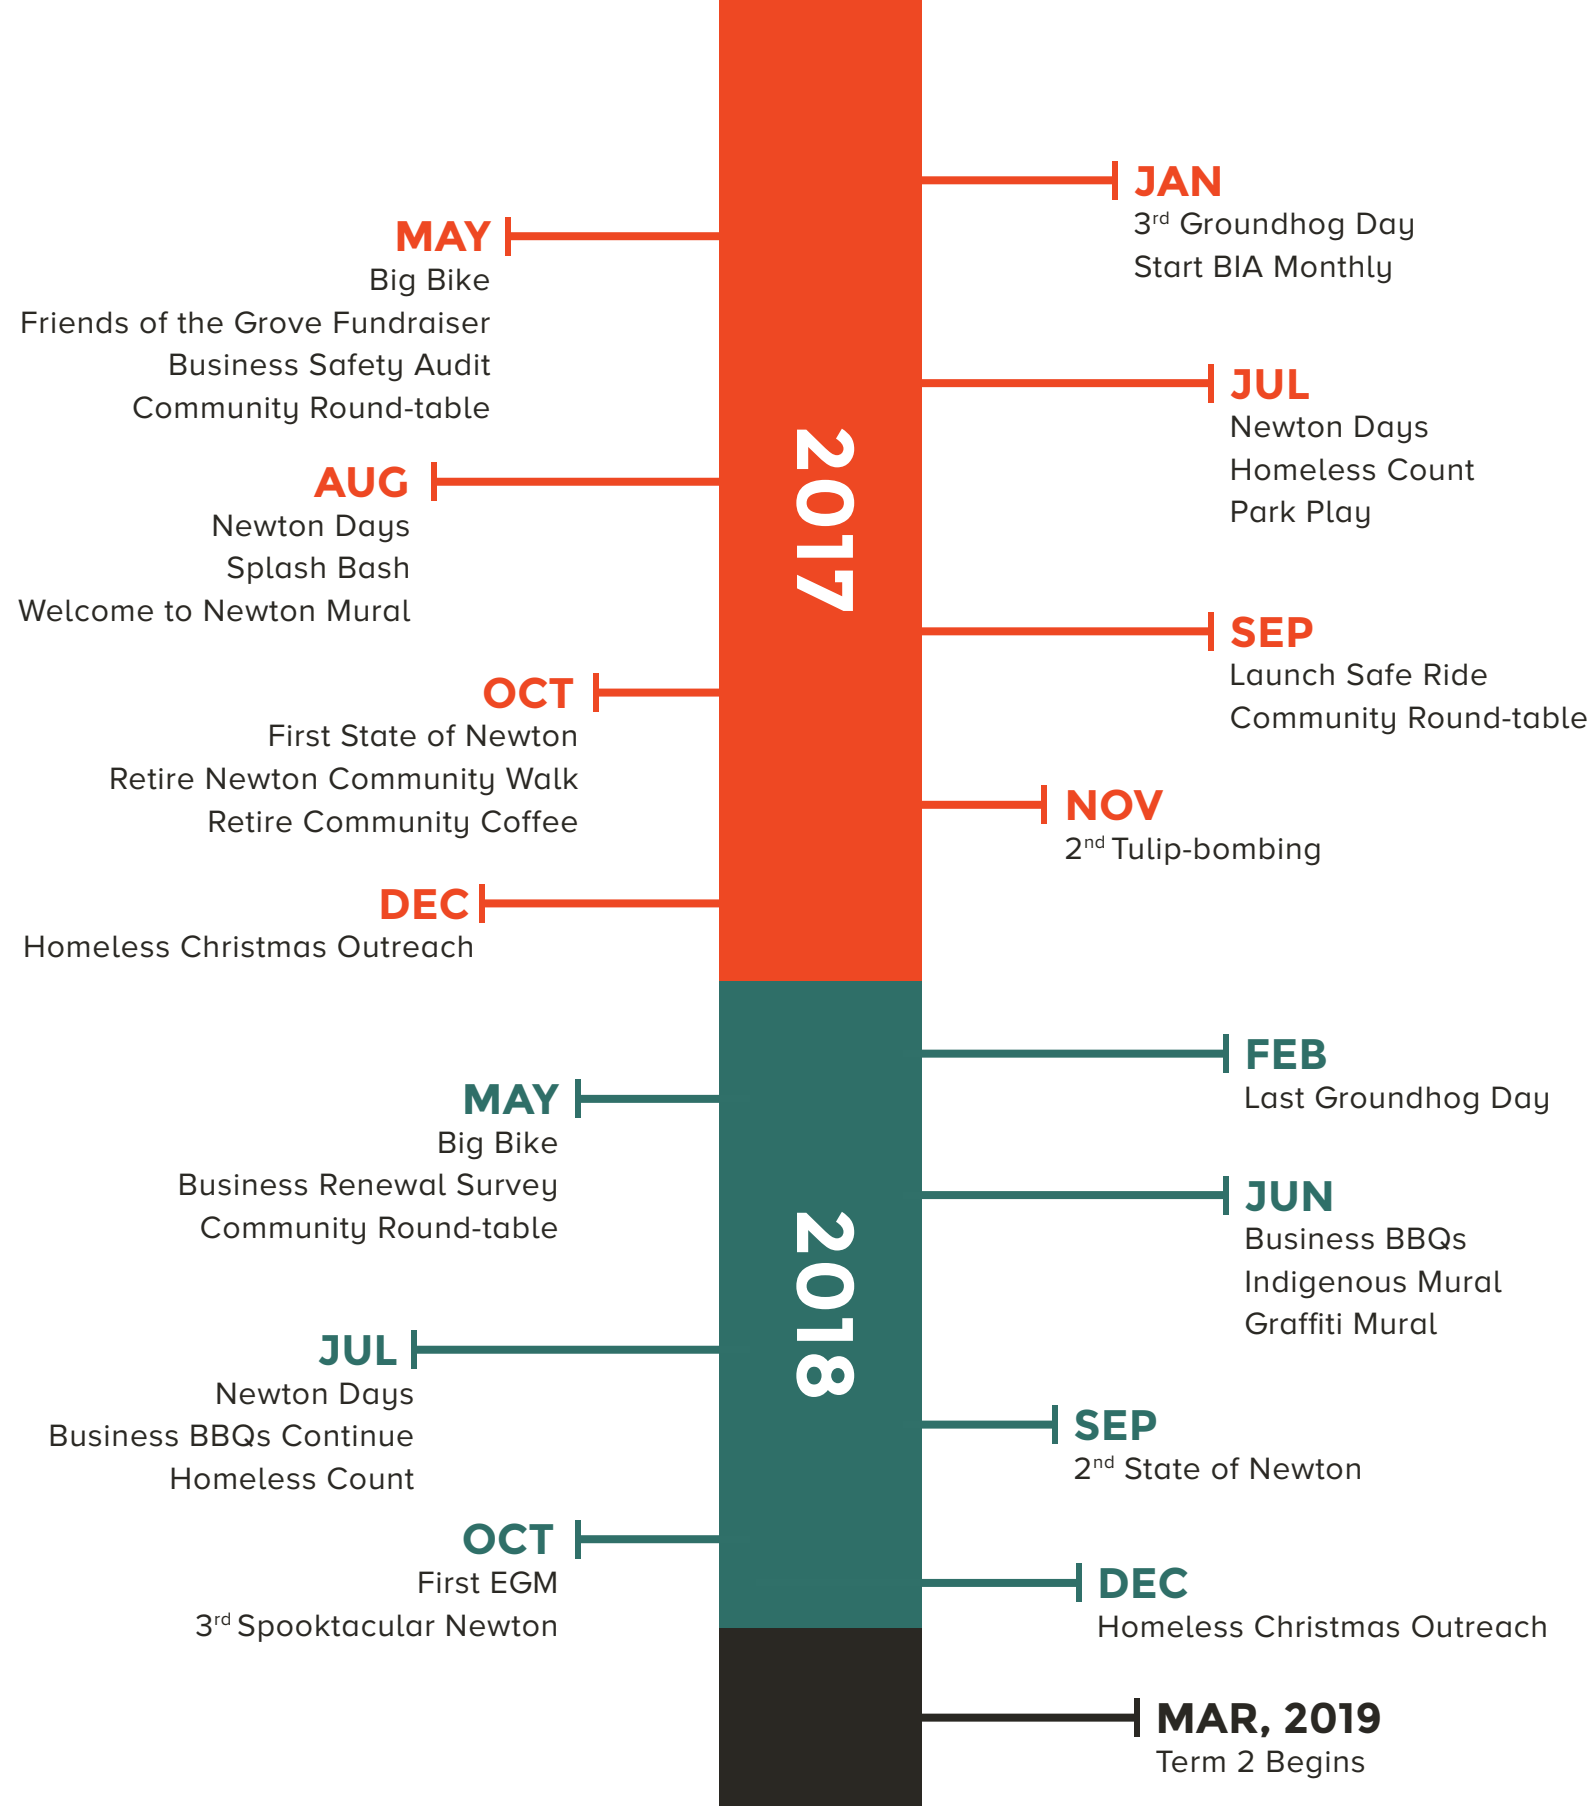 2017
JAN
3rd Groundhog Day
Start BIA Monthly
MAY
Big Bike
Friends of the Grove Fundraiser
Business Safety Audit
Community Round-table
JUL
Newton Days
Homeless Count
Park Play
AUG
Newton Days
Splash Bash
Welcome to Newton Mural
SEP
Launch Safe Ride
Community Round-table
OCT
First State of Newton
Retire Newton Community Walk
Retire Community Coffee
NOV
2nd Tulip-bombing
DEC
Homeless Christmas Outreach
2018
FEB
Last Groundhog Day
MAY
Big Bike
Business Renewal Survey
Community Round-table
JUN
Business BBQs
Indigenous Mural
Graffiti Mural
JUL
Newton Days
Business BBQs Continue
Homeless Count
SEP
2nd State of Newton
OCT
First EGM
3rd Spooktacular Newton
DEC
Homeless Christmas Outreach
MAR, 2019
Term 2 Begins